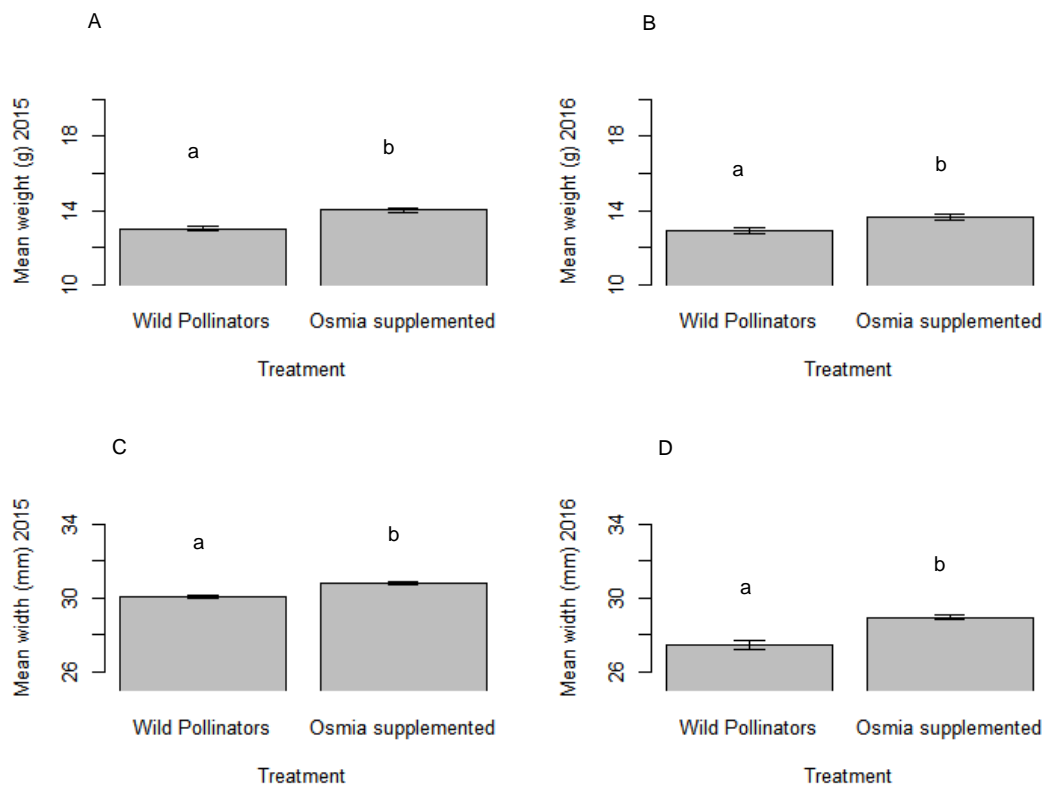 A
Mean weight (g) 2015
18
14
10
a
b
Wild Pollinators
Osmia supplemented
Treatment
B
Mean weight (g) 2016
18
14
10
a
b
Wild Pollinators
Osmia supplemented
Treatment
C
Mean width (mm) 2015
34
30
26
a
b
Wild Pollinators
Osmia supplemented
Treatment
D
Mean width (mm) 2016
34
30
26
a
b
Wild Pollinators
Osmia supplemented
Treatment